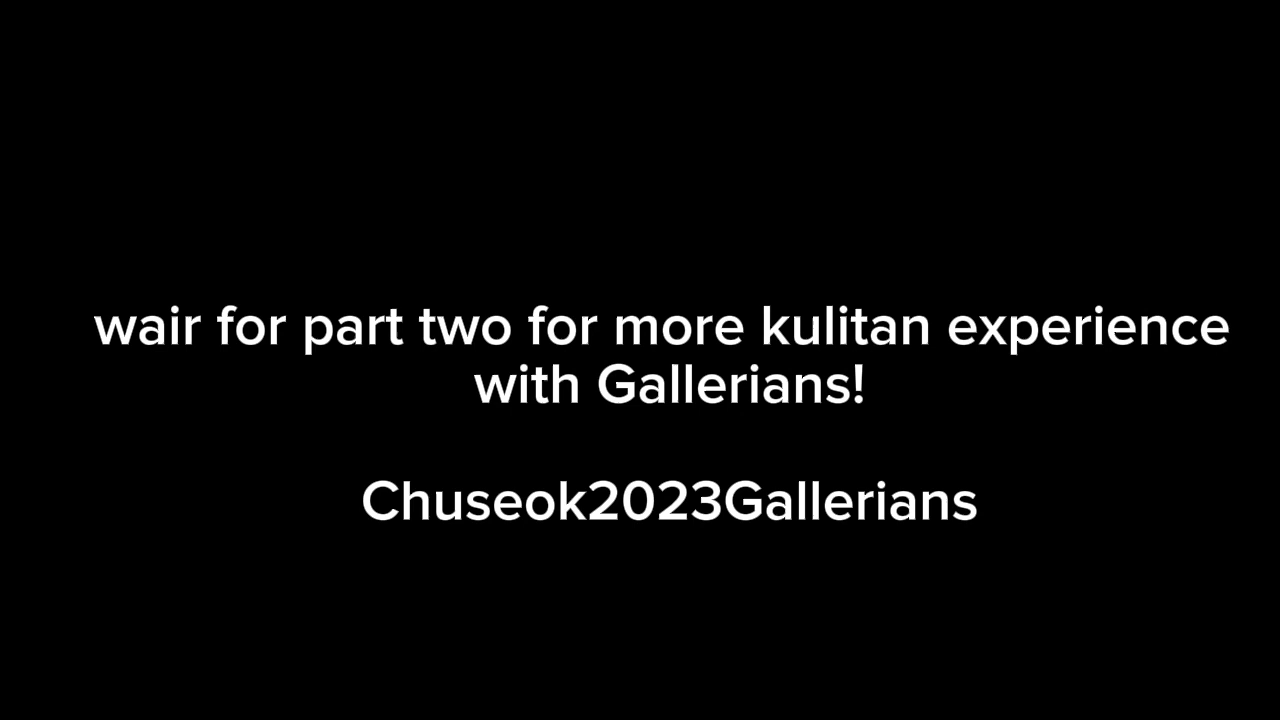 wair for part two for more kulitan experience
with Gallerians!
Chuseok2023Gallerians